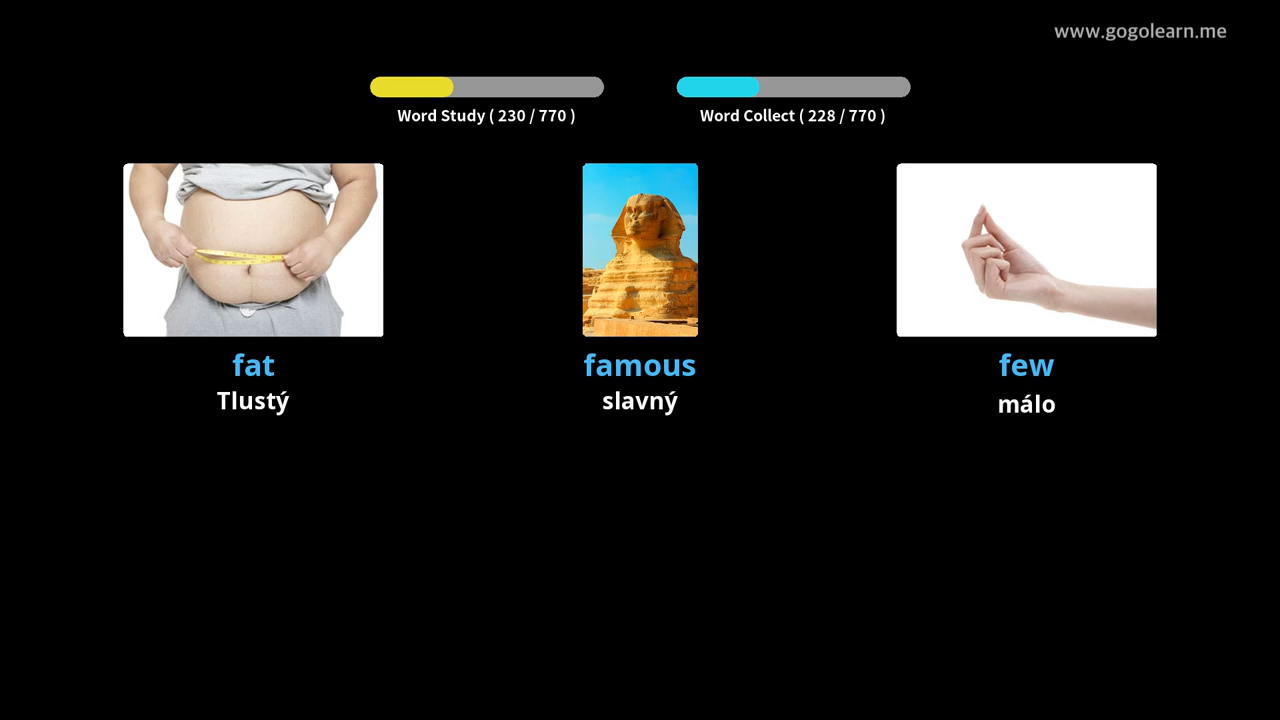 www.gogolearn.me
Word Study ( 230 / 770 )
Word Collect ( 228 / 770 )
fat
Tlustý
famous
slavný
few
málo